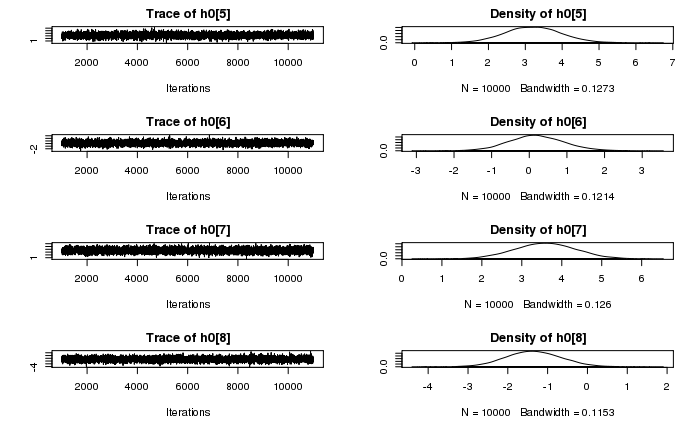 Trace of h0[5]
1
2000 4000 6000 8000 10000
Iterations
Density of h0[5]
0.0
0 1 2 3 4 5 6 7
N = 10000 Bandwidth = 0.1273
Trace of h0[6]
-2
2000 4000 6000 8000 10000
Iterations
Density of h0[6]
0.0
-3 -2 -1 0 1 2 3
N = 10000 Bandwidth = 0.1214
Trace of h0[7]
1
2000 4000 6000 8000 10000
Iterations
Density of h0[7]
0.0
0 1 2 3 4 5 6
N = 10000 Bandwidth = 0.126
Trace of h0[8]
-4
2000 4000 6000 8000 10000
Iterations
Density of h0[8]
0.0
-4 -3 -2 -1 0 1 2
N = 10000 Bandwidth = 0.1153